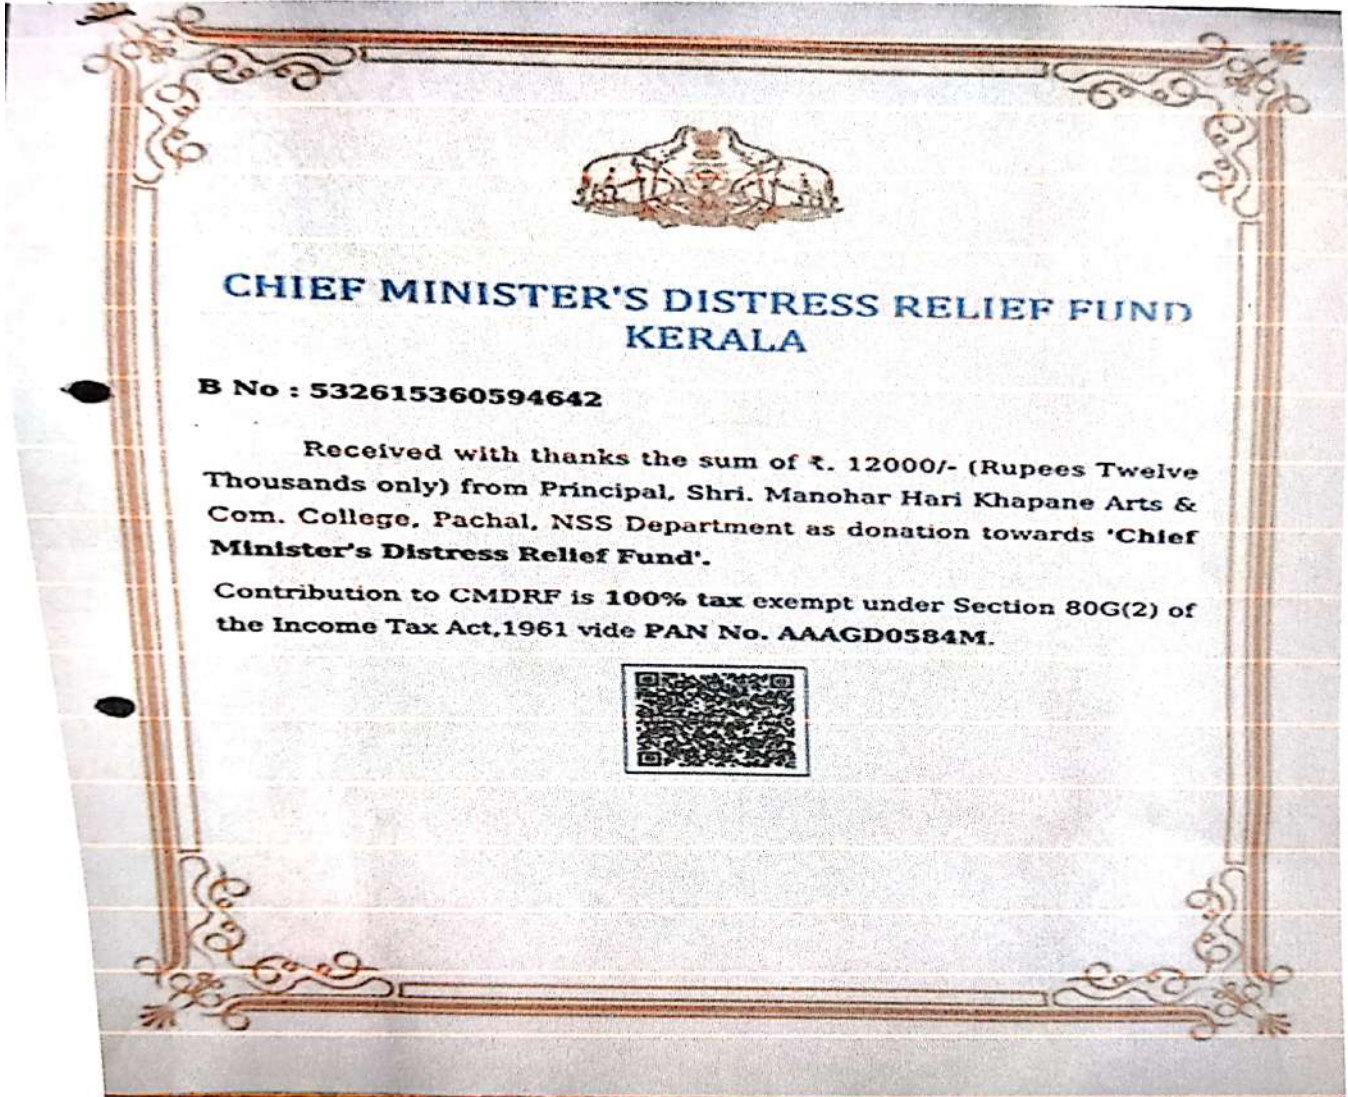 CHIEF MINISTER'S DISTRESS RELIEF FUND
KERALA
B No : 532615360594642
Received with thanks the sum of ₹. 12000/- (Rupees Twelve
Thousands only) from Principal, Shri. Manohar Hari Khapane Arts &
Com. College, Pachal, NSS Department as donation towards 'Chief
Minister's Distress Relief Fund'.
Contribution to CMDRF is 100% tax exempt under Section 80G(2) of
the Income Tax Act,1961 vide PAN No. AAAGD0584M.